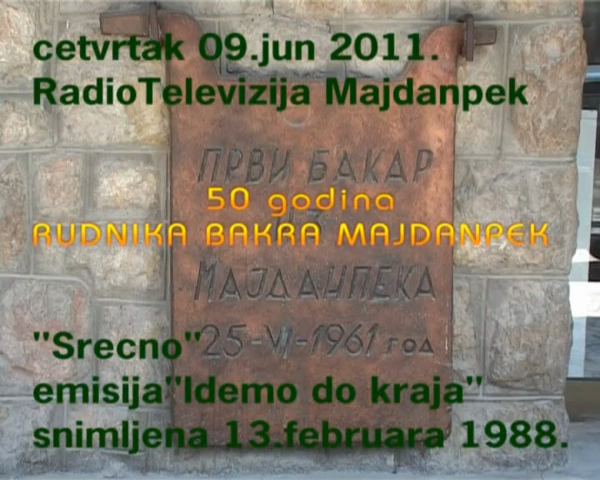 cetvrtak 09.jun 2011.
RadioTelevizija Majdanpek
ПРВИ БАКАР
50 godina
ИЗ
RUDNIKA BAKRA MAJDANPEK
МАЈДАНПЕКА
"Srecno"
25-VI-1961 год
emisija"Idemo do kraja"
snimljena 13.februara 1988.